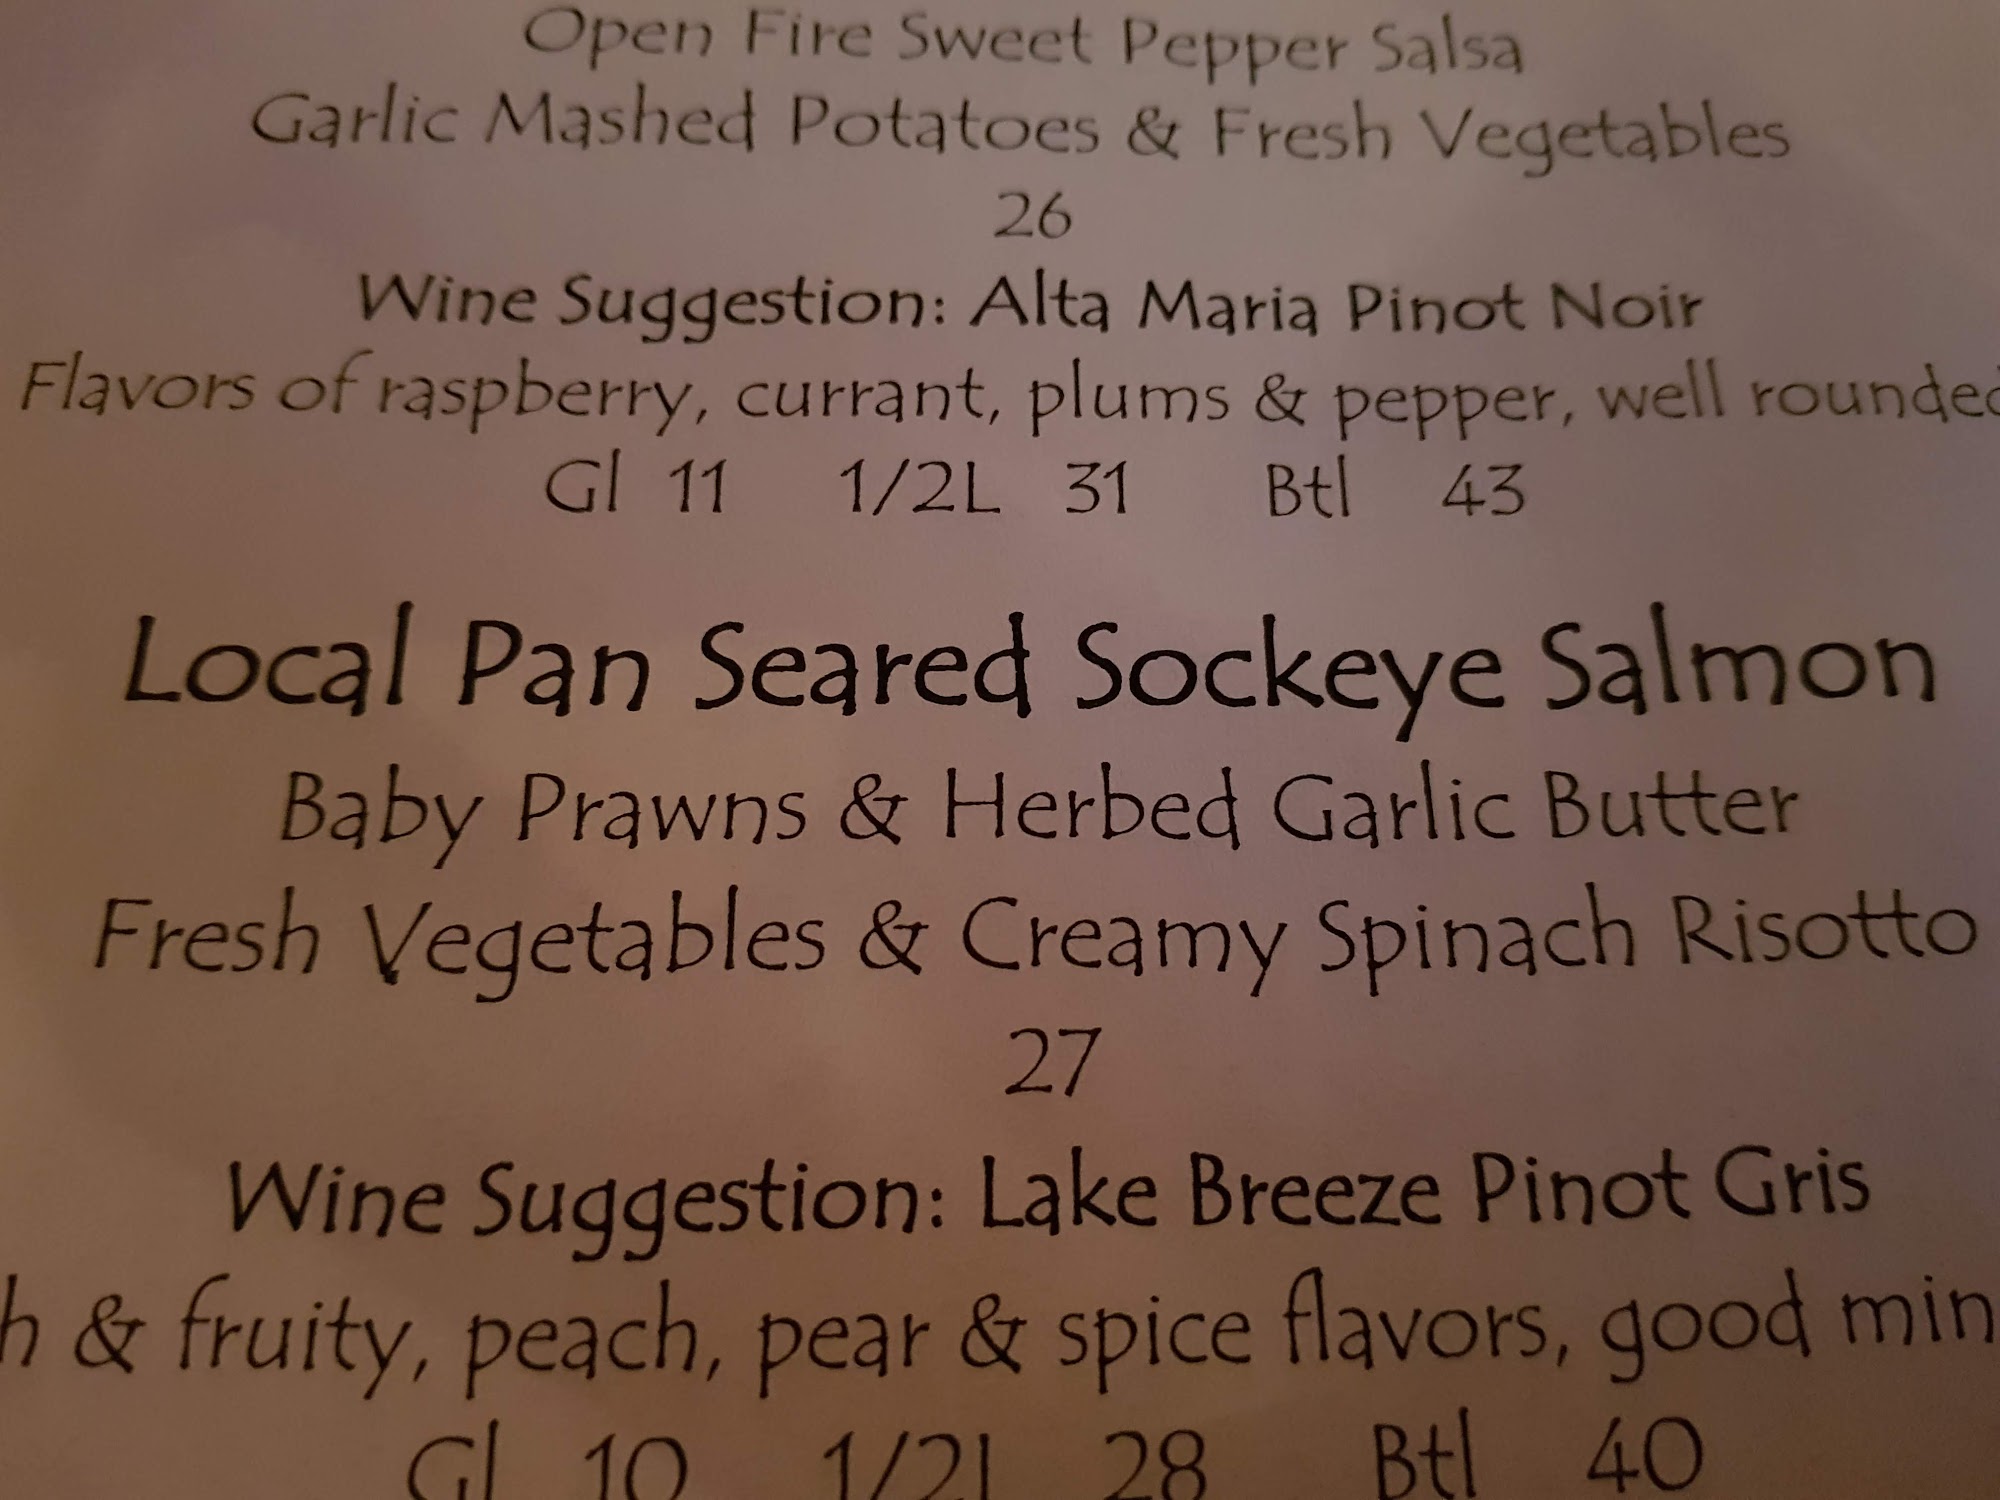 Open Fire Sweet Pepper Salsa
Garlic Mashed Potatoes & Fresh Vegetables
26
Wine Suggestion: Alta Maria Pinot Noir
Flavors of raspberry, currant, plums & pepper, well rounded
Gl 11 1/2L 31 Btl 43
Local Pan Seared Sockeye Salmon
Baby Prawns & Herbed Garlic Butter
Fresh Vegetables & Creamy Spinach Risotto
27
Wine Suggestion: Lake Breeze Pinot Gris
& fruity, peach, pear & spice flavors, good
Gl 10 1/2L 28 Btl 40